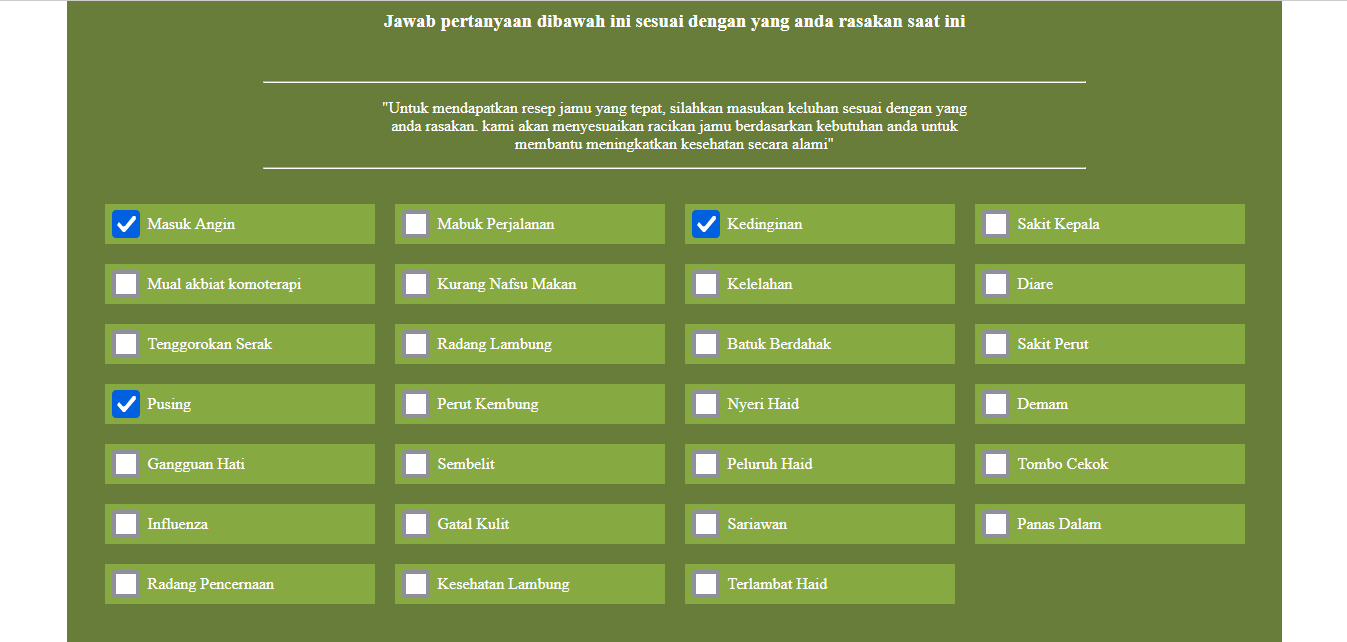 Jawab pertanyaan dibawah ini sesuai dengan yang anda rasakan saat ini
"Untuk mendapatkan resep jamu yang tepat, silahkan masukan keluhan sesuai dengan yang
anda rasakan. kami akan menyesuaikan racikan jamu berdasarkan kebutuhan anda untuk
membantu meningkatkan kesehatan secara alami"
Masuk Angin
Mabuk Perjalanan
Kedinginan
Sakit Kepala
Mual akbiat komoterapi
Kurang Nafsu Makan
Kelelahan
Diare
Tenggorokan Serak
Radang Lambung
Batuk Berdahak
Sakit Perut
Pusing
Perut Kembung
Nyeri Haid
Demam
Gangguan Hati
Sembelit
Peluruh Haid
Tombo Cekok
Influenza
Gatal Kulit
Sariawan
Panas Dalam
Radang Pencernaan
Kesehatan Lambung
Terlambat Haid